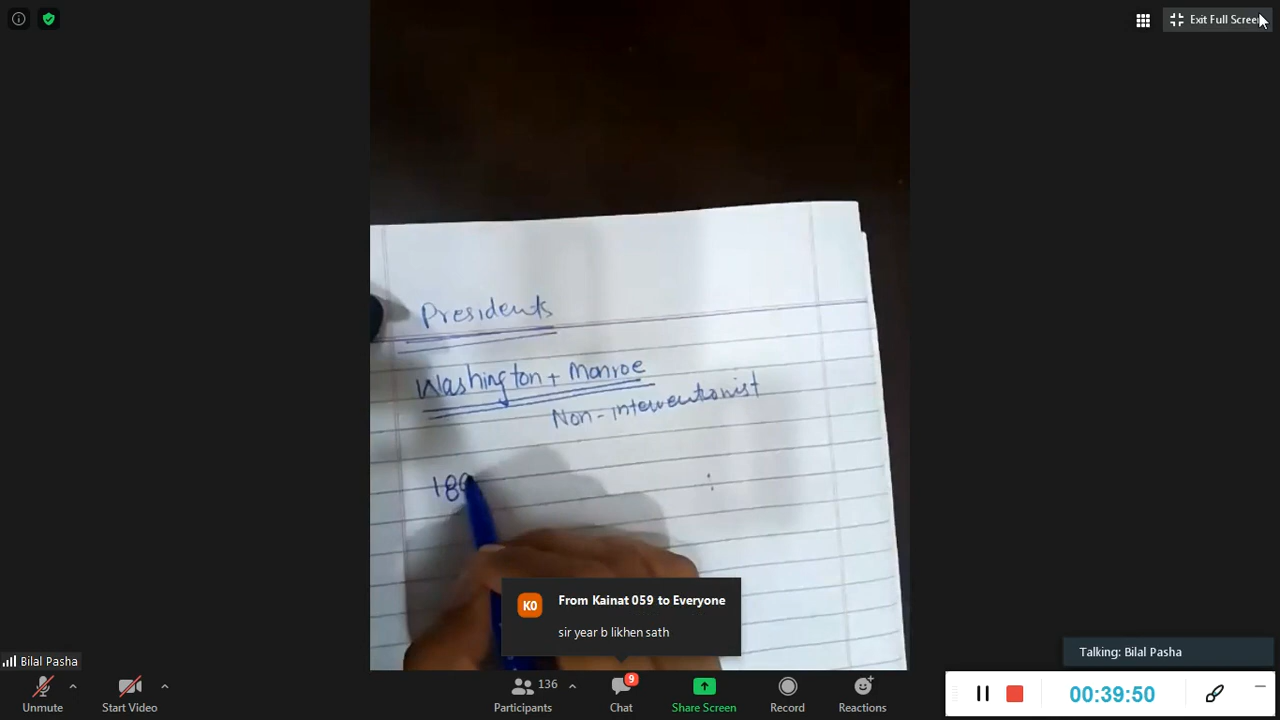 Exit Full Screen
Presidents
Washington + Monroe
Non-interventionist
From Kainat 059 to Everyone
sir year b likhen sath
Bilal Pasha
Talking: Bilal Pasha
Unmute
Start Video
136
Participants
9
Chat
Share Screen
Record
Reactions
00:39:50
K0